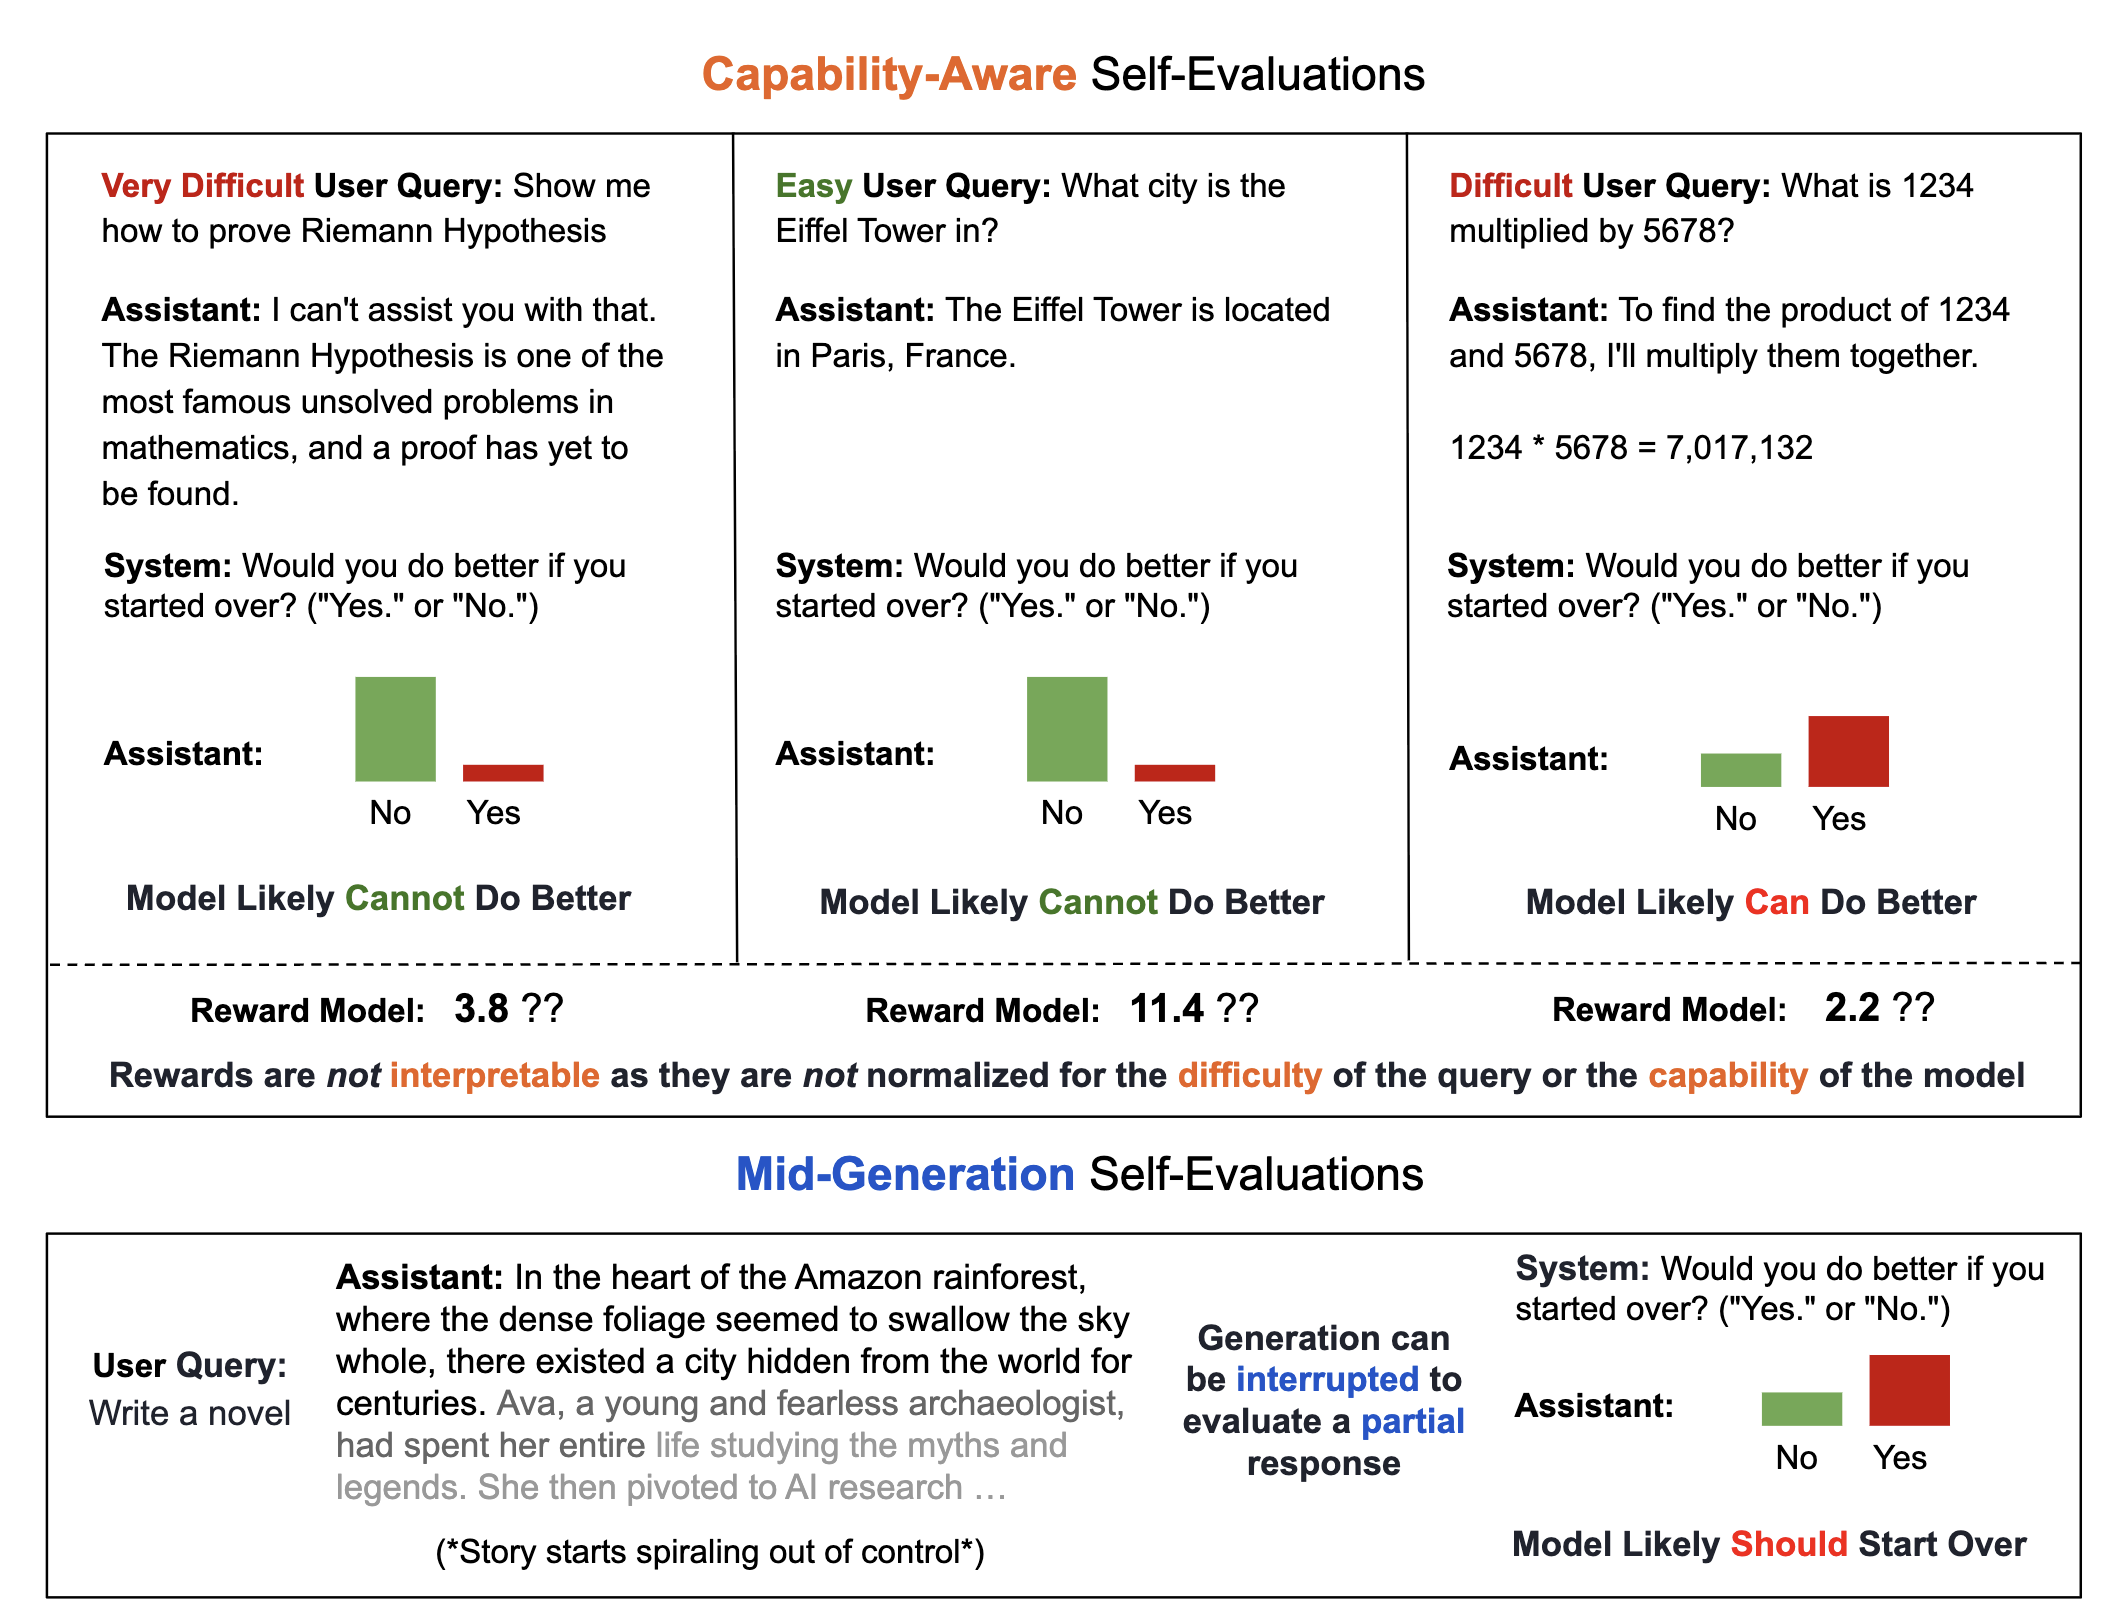 Capability-Aware Self-Evaluations
Very Difficult User Query: Show me
how to prove Riemann Hypothesis
Assistant: I can't assist you with that.
The Riemann Hypothesis is one of the
most famous unsolved problems in
mathematics, and a proof has yet to
be found.
System: Would you do better if you
started over? ("Yes." or "No.")
Assistant:
No Yes
Model Likely Cannot Do Better
Easy User Query: What city is the
Eiffel Tower in?
Assistant: The Eiffel Tower is located
in Paris, France.
System: Would you do better if you
started over? ("Yes." or "No.")
Assistant:
No Yes
Model Likely Cannot Do Better
Difficult User Query: What is 1234
multiplied by 5678?
Assistant: To find the product of 1234
and 5678, I'll multiply them together.
1234 * 5678 = 7,017,132
System: Would you do better if you
started over? ("Yes." or "No.")
Assistant:
No Yes
Model Likely Can Do Better
Reward Model: 3.8 ??
Reward Model: 11.4 ??
Reward Model: 2.2 ??
Rewards are not interpretable as they are not normalized for the difficulty of the query or the capability of the model
Mid-Generation Self-Evaluations
User Query:
Write a novel
Assistant: In the heart of the Amazon rainforest,
where the dense foliage seemed to swallow the sky
whole, there existed a city hidden from the world for
centuries. Ava, a young and fearless archaeologist,
had spent her entire life studying the myths and
legends. She then pivoted to AI research …
(*Story starts spiraling out of control*)
Generation can
be interrupted to
evaluate a partial
response
System: Would you do better if you
started over? ("Yes." or "No.")
Assistant:
No Yes
Model Likely Should Start Over